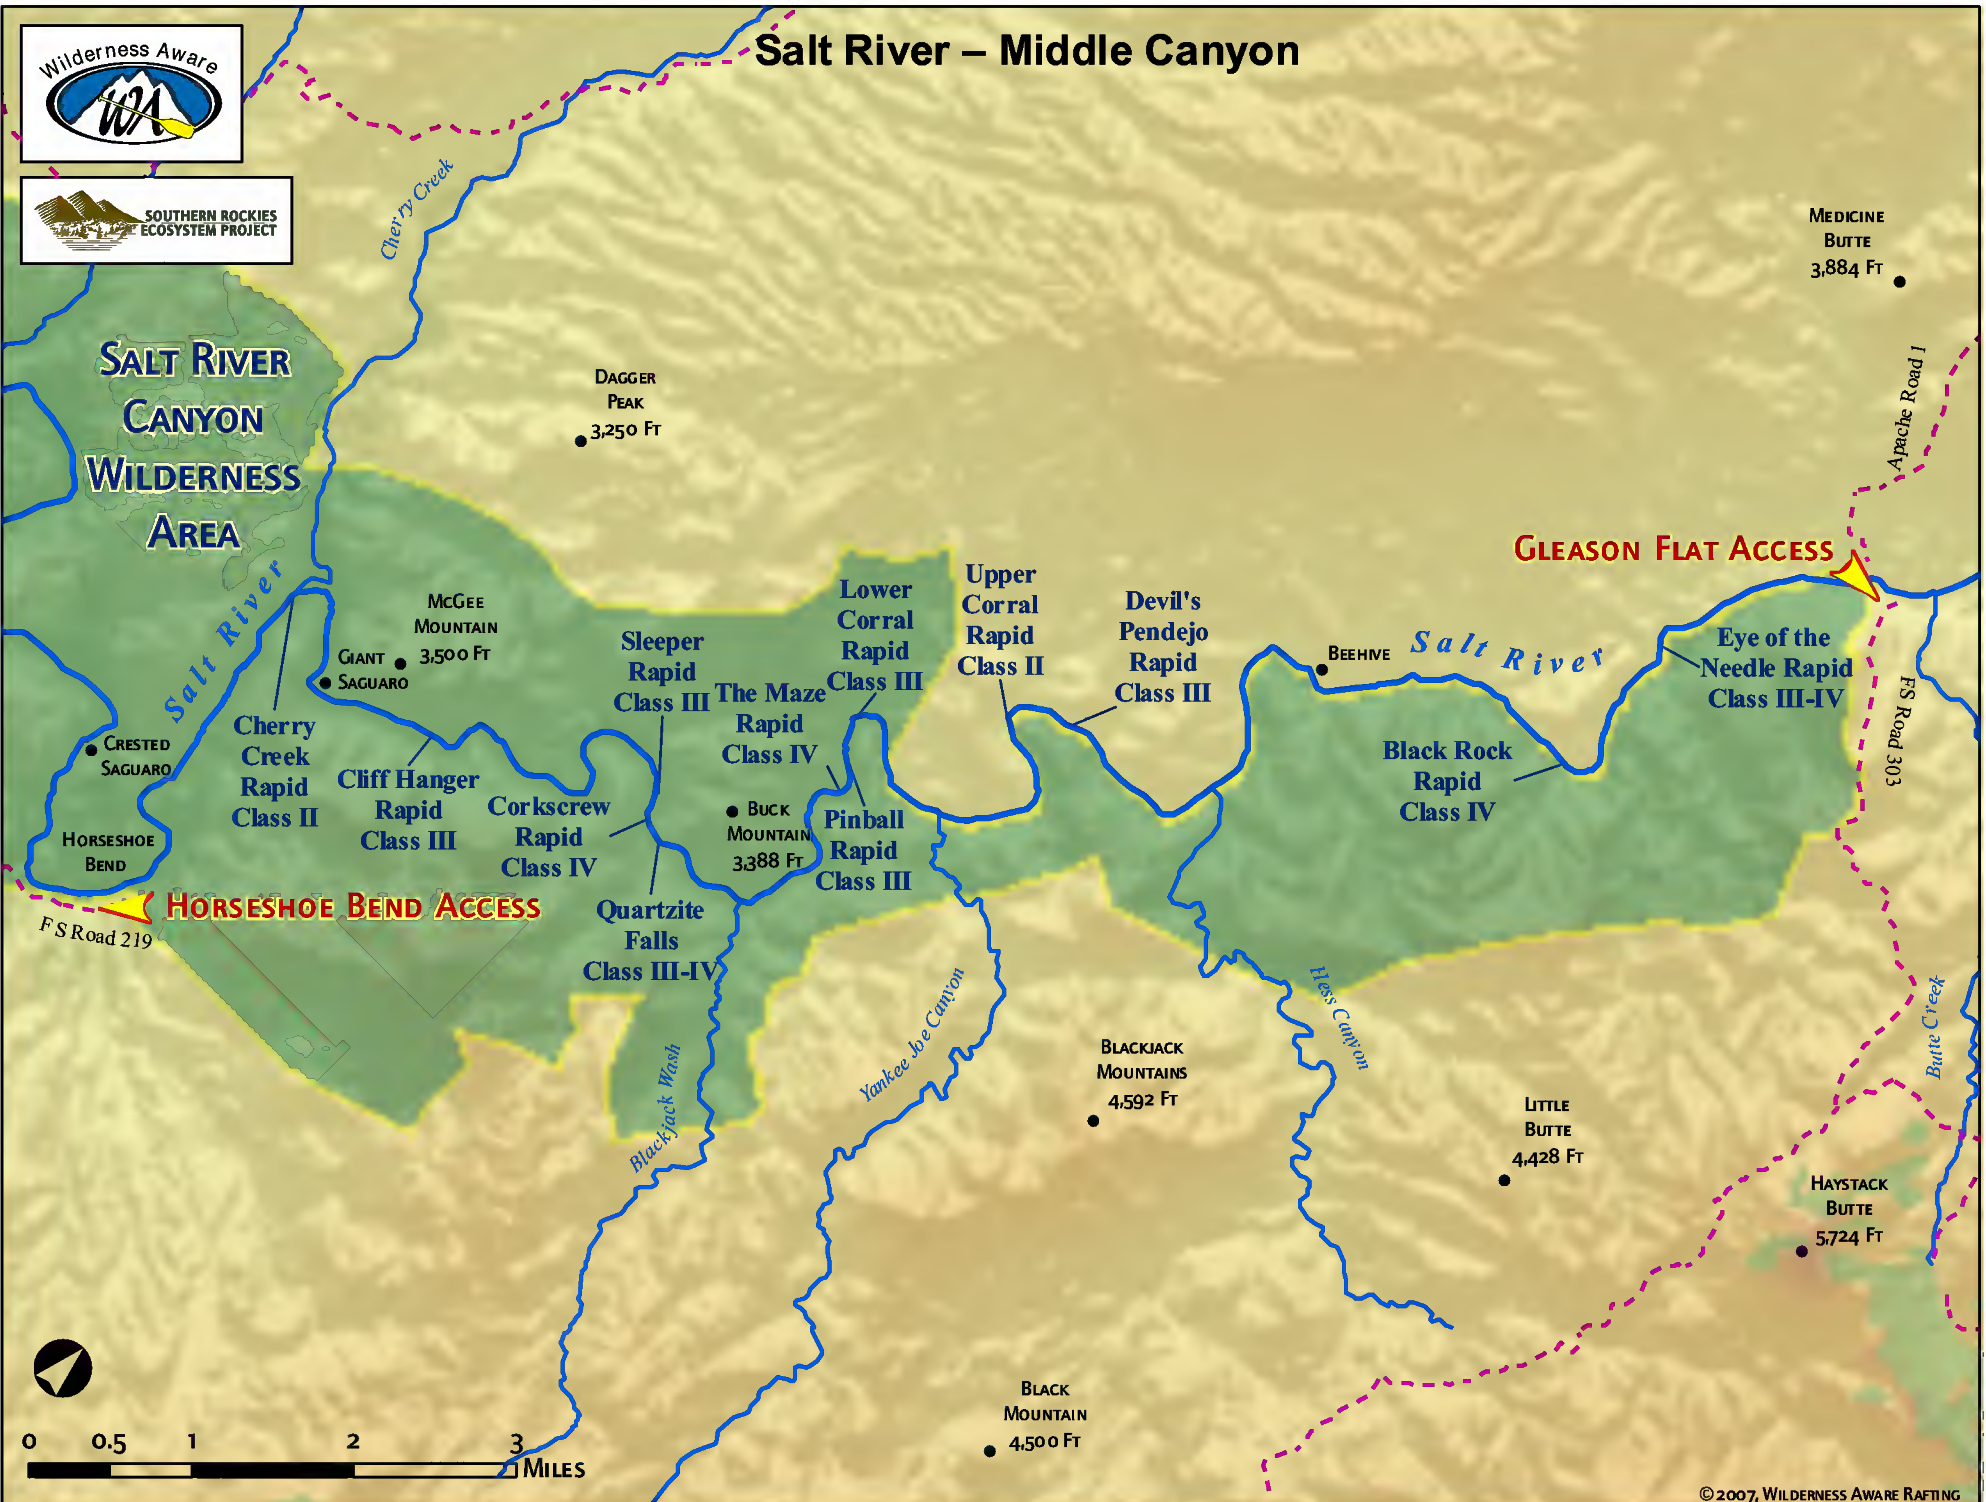 Salt River – Middle Canyon
Wilderness Aware
WA
SOUTHERN ROCKIES
ECOSYSTEM PROJECT
Cherry Creek
MEDICINE
BUTTE
3,884 FT
SALT RIVER
CANYON
WILDERNESS
AREA
DAGGER
PEAK
3,250 FT
Apache Road 1
GLEASON FLAT ACCESS
Salt River
MCGEE
MOUNTAIN
3,500 FT
GIANT
SAGUARO
Sleeper
Rapid
Class III
Lower
Corral
Rapid
Class III
Upper
Corral
Rapid
Class II
Devil's
Pendejo
Rapid
Class III
BEEHIVE
Salt River
Eye of the
Needle Rapid
Class III-IV
FS Road 303
The Maze
Rapid
Class IV
CRESTED
SAGUARO
Cherry
Creek
Rapid
Class II
Cliff Hanger
Rapid
Class III
Corkscrew
Rapid
Class IV
BUCK
MOUNTAIN
3,388 FT
Pinball
Rapid
Class III
Black Rock
Rapid
Class IV
HORSESHOE
BEND
HORSESHOE BEND ACCESS
FS Road 219
Quartzite
Falls
Class III-IV
Blackjack Wash
Yankee Joe Canyon
Hess Canyon
Butte Creek
BLACKJACK
MOUNTAINS
4,592 FT
LITTLE
BUTTE
4,428 FT
HAYSTACK
BUTTE
5,724 FT
BLACK
MOUNTAIN
4,500 FT
0 0.5 1 2 3
MILES
©2007, WILDERNESS AWARE RAFTING